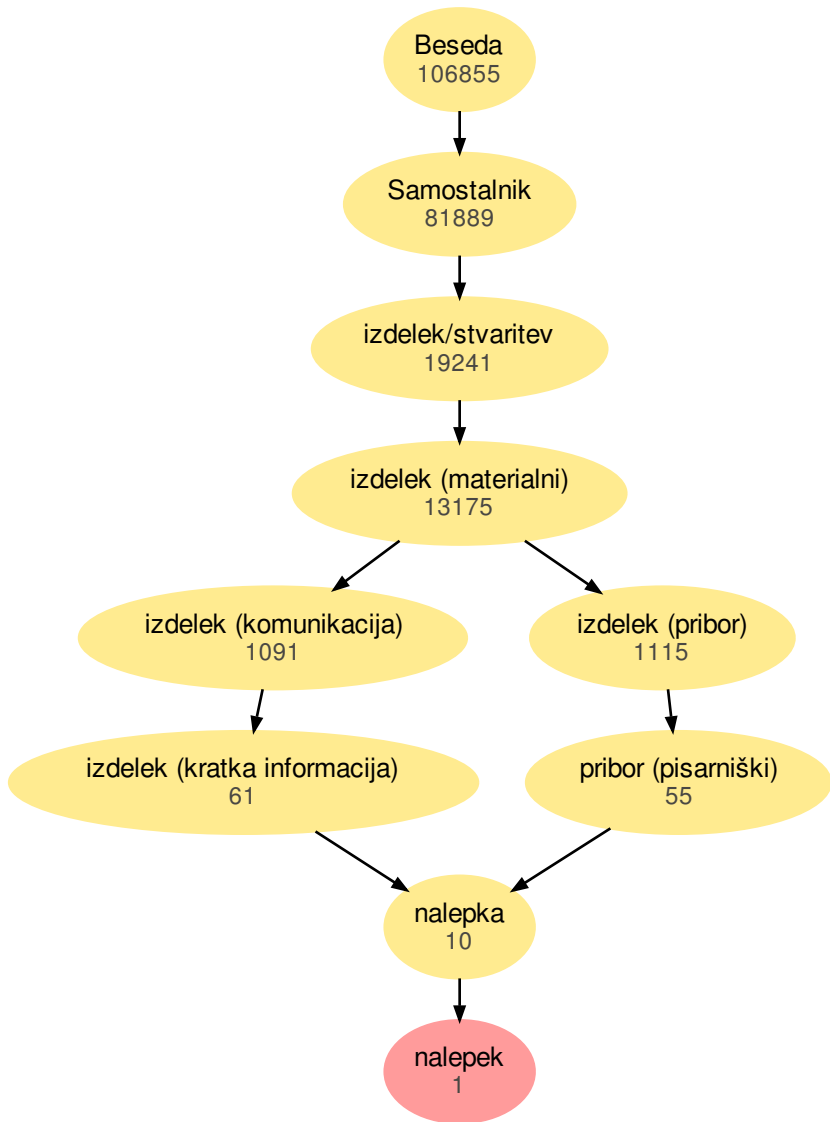 Beseda
106855
Samostalnik
81889
izdelek/stvaritev
19241
izdelek (materialni)
13175
izdelek (komunikacija)
1091
izdelek (pribor)
1115
izdelek (kratka informacija)
61
pribor (pisarniški)
55
nalepka
10
nalepek
1